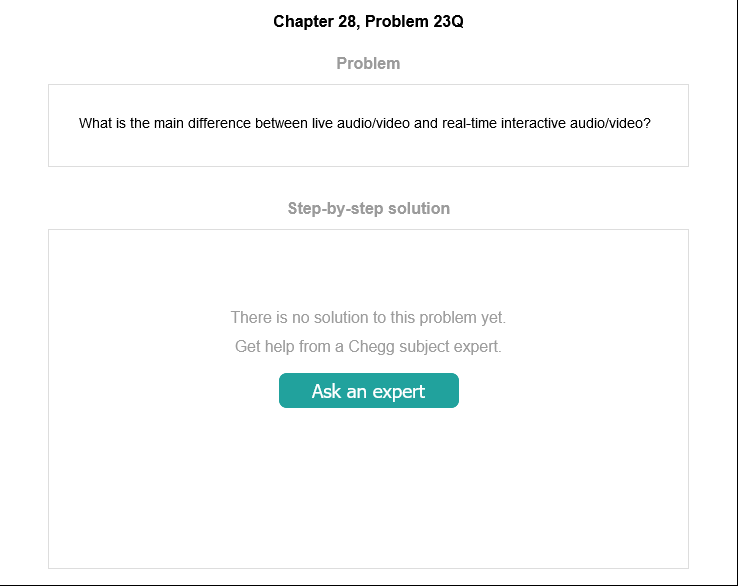 Chapter 28, Problem 23Q
Problem
What is the main difference between live audio/video and real-time interactive audio/video?
Step-by-step solution
There is no solution to this problem yet.
Get help from a Chegg subject expert.
Ask an expert